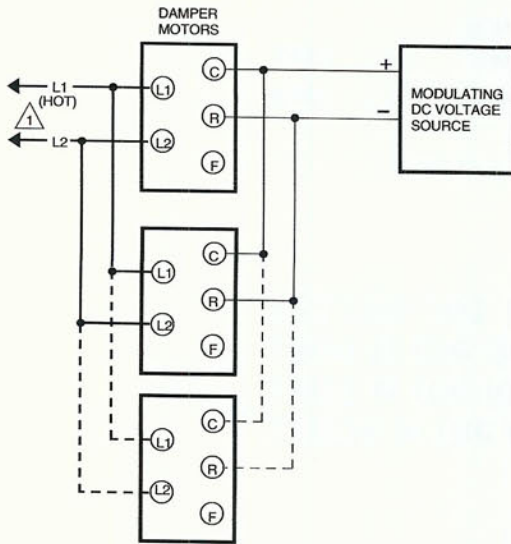 DAMPER
MOTORS
L1
(HOT)
1
L2
L1
L2
C
R
F
+
−
MODULATING
DC VOLTAGE
SOURCE
L1
L2
C
R
F
L1
L2
C
R
F